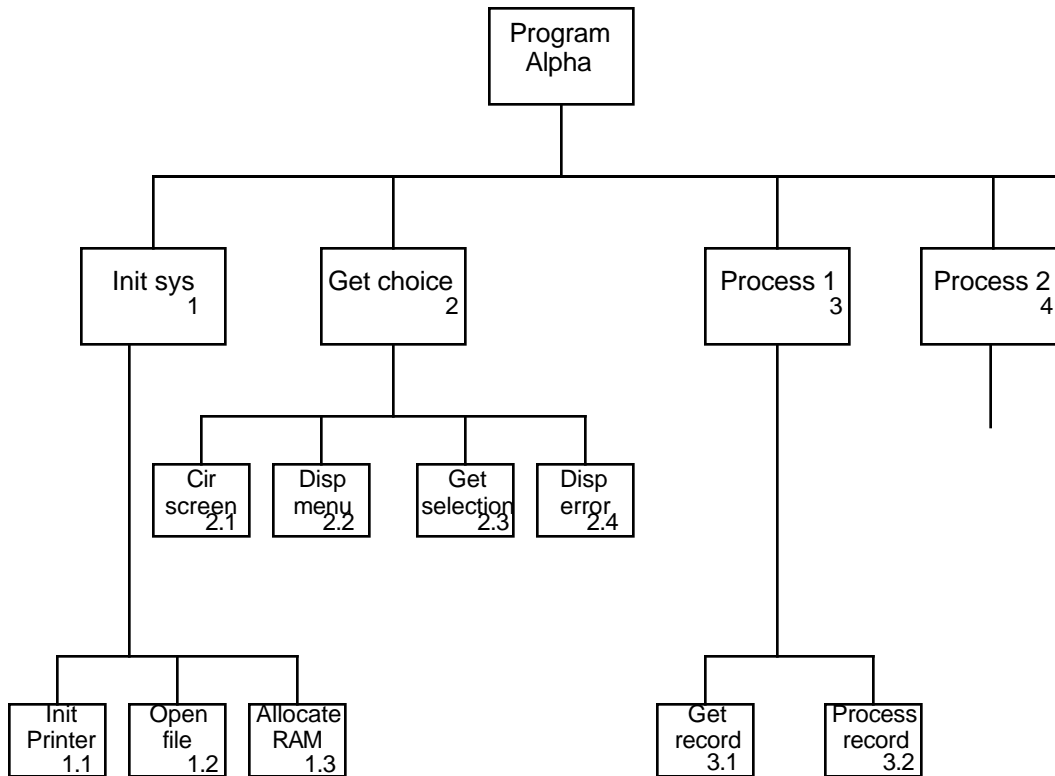 Program
Alpha
Init sys
1
Get choice
2
Process 1
3
Process 2
4
Cir
screen
2.1
Disp
menu
2.2
Get
selection
2.3
Disp
error
2.4
Init
Printer
1.1
Open
file
1.2
Allocate
RAM
1.3
Get
record
3.1
Process
record
3.2